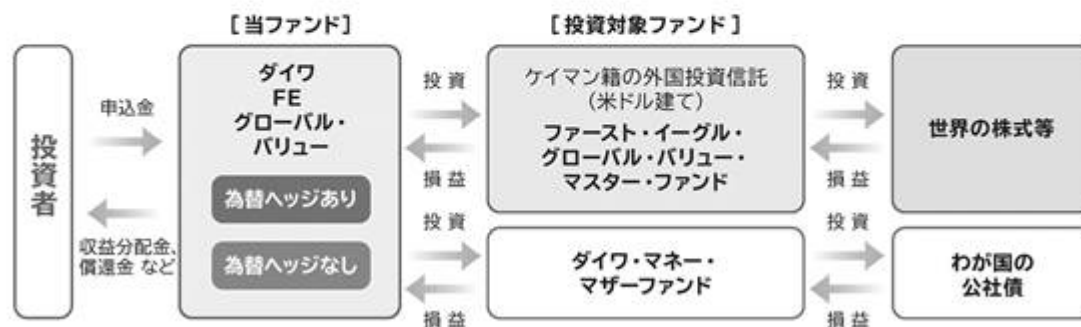 [当ファンド]
[投資対象ファンド]
投資者
申込金
収益分配金、
償還金 など
ダイワ
FE
グローバル・
バリュー
為替ヘッジあり
為替ヘッジなし
投 資
損 益
投 資
損 益
ケイマン籍の外国投資信託
(米ドル建て)
ファースト・イーグル・
グローバル・バリュー・
マスター・ファンド
ダイワ・マネー・
マザーファンド
投 資
損 益
投 資
損 益
世界の株式等
わが国の
公社債